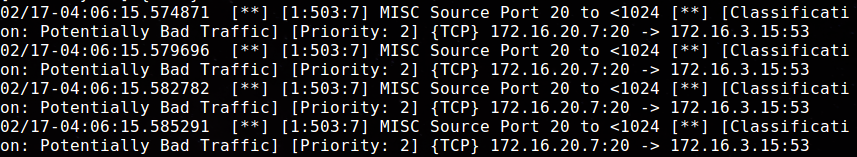 02/17-04:06:15.574871  [**] [1:503:7] MISC Source Port 20 to <1024 [**] [Classificati
on: Potentially Bad Traffic] [Priority: 2] {TCP} 172.16.20.7:20 -> 172.16.3.15:53
02/17-04:06:15.579696  [**] [1:503:7] MISC Source Port 20 to <1024 [**] [Classificati
on: Potentially Bad Traffic] [Priority: 2] {TCP} 172.16.20.7:20 -> 172.16.3.15:53
02/17-04:06:15.582782  [**] [1:503:7] MISC Source Port 20 to <1024 [**] [Classificati
on: Potentially Bad Traffic] [Priority: 2] {TCP} 172.16.20.7:20 -> 172.16.3.15:53
02/17-04:06:15.585291  [**] [1:503:7] MISC Source Port 20 to <1024 [**] [Classificati
on: Potentially Bad Traffic] [Priority: 2] {TCP} 172.16.20.7:20 -> 172.16.3.15:53